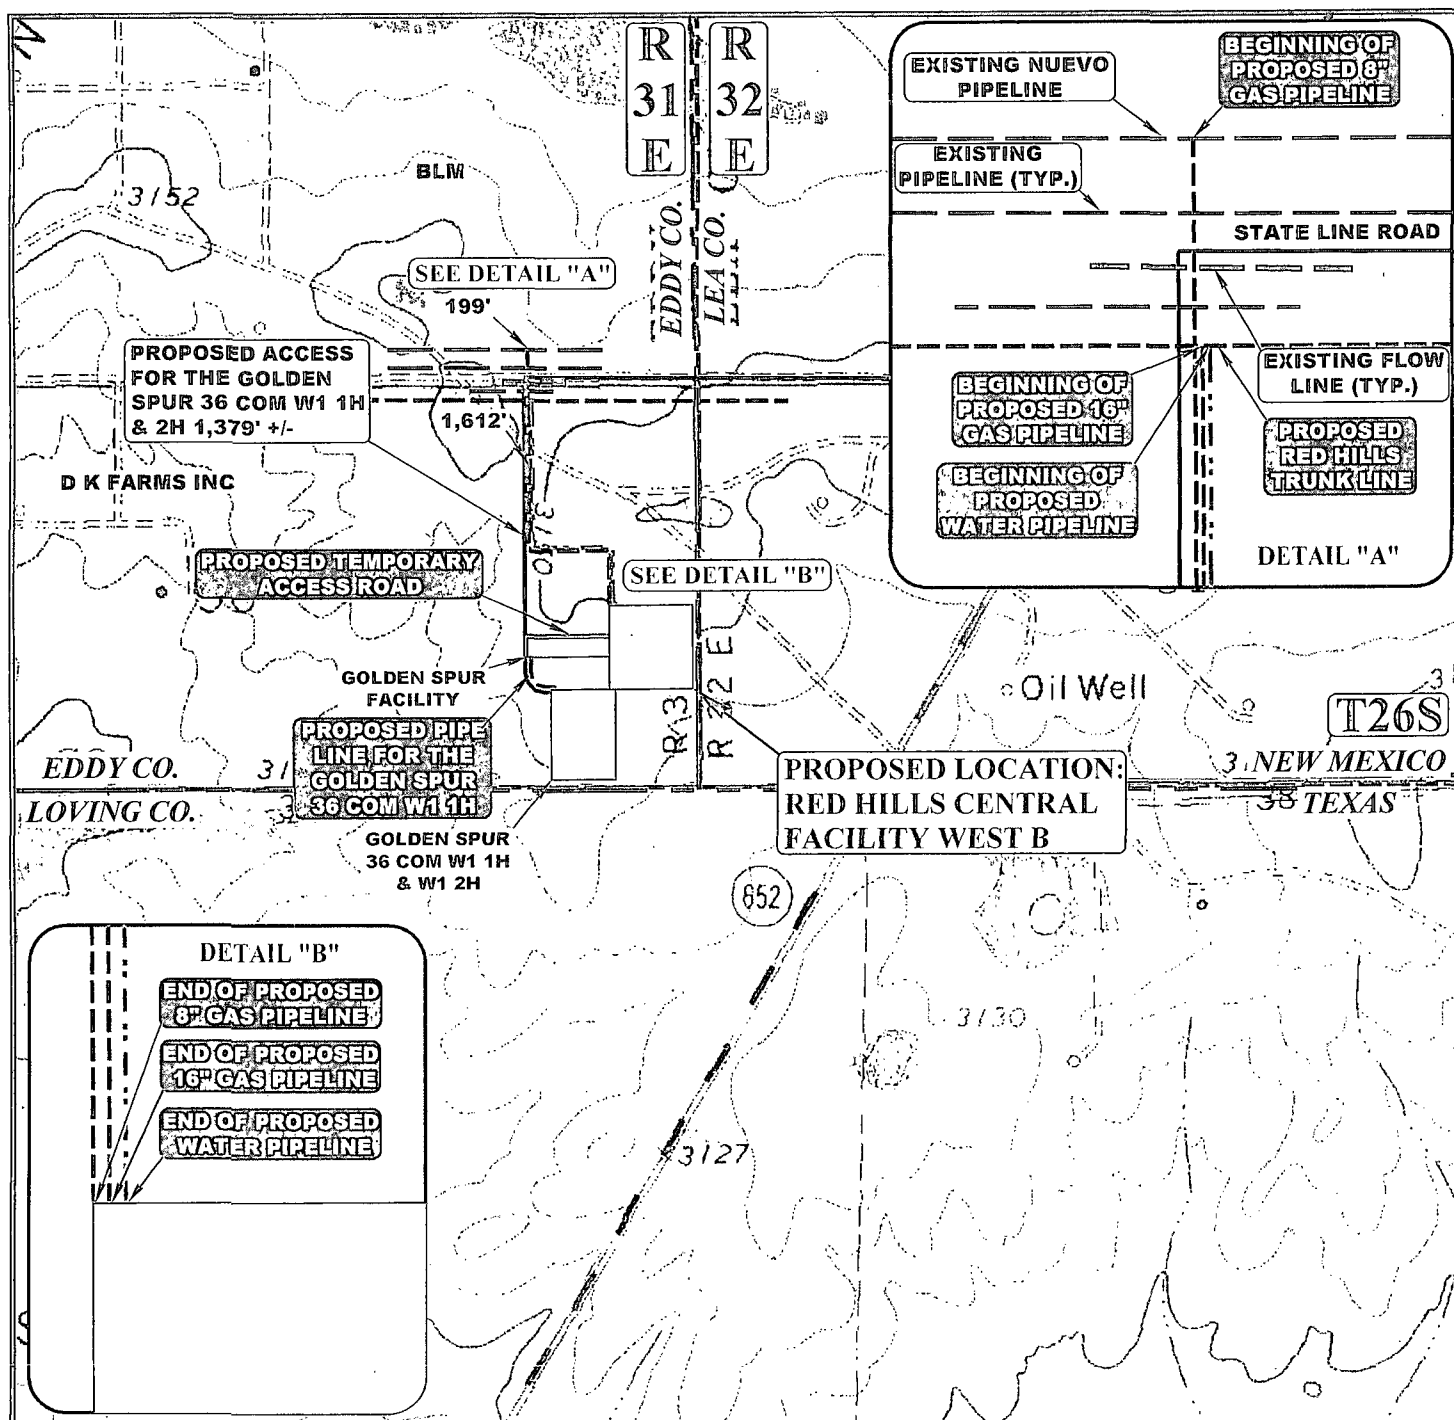 R
31
E
R
32
E
EDDY CO.
LEA CO.
BLM
3152
SEE DETAIL "A"
199'
PROPOSED ACCESS
FOR THE GOLDEN
SPUR 36 COM W1 1H
& 2H 1,379' +/-
1,612'
D K FARMS INC
PROPOSED TEMPORARY
ACCESS ROAD
SEE DETAIL "B"
GOLDEN SPUR
FACILITY
PROPOSED PIPE
LINE FOR THE
GOLDEN SPUR
36 COM W1 1H
GOLDEN SPUR
36 COM W1 1H
& W1 2H
R 3
R 32 E
Oil Well
T26S
PROPOSED LOCATION:
RED HILLS CENTRAL
FACILITY WEST B
EDDY CO.
LOVING CO.
NEW MEXICO
TEXAS
652
3130
3127
EXISTING NUEVO
PIPELINE
BEGINNING OF
PROPOSED 8"
GAS PIPELINE
EXISTING
PIPELINE (TYP.)
STATE LINE ROAD
EXISTING FLOW
LINE (TYP.)
BEGINNING OF
PROPOSED 16"
GAS PIPELINE
PROPOSED
RED HILLS
TRUNK LINE
BEGINNING OF
PROPOSED
WATER PIPELINE
DETAIL "A"
DETAIL "B"
END OF PROPOSED
8" GAS PIPELINE
END OF PROPOSED
16" GAS PIPELINE
END OF PROPOSED
WATER PIPELINE